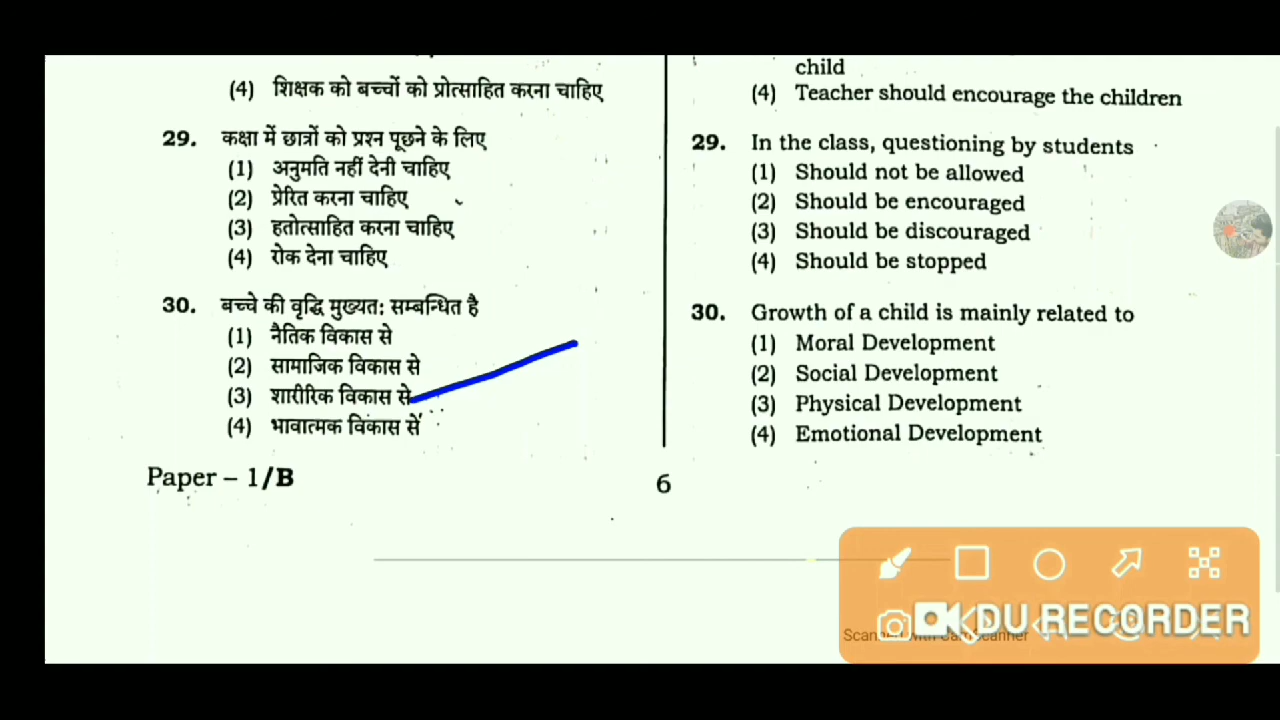 (4) शिक्षक को बच्चों को प्रोत्साहित करना चाहिए
29. कक्षा में छात्रों को प्रश्न पूछने के लिए
(1) अनुमति नहीं देनी चाहिए
(2) प्रेरित करना चाहिए
(3) हतोत्साहित करना चाहिए
(4) रोक देना चाहिए
30. बच्चे की वृद्धि मुख्यतः सम्बन्धित है
(1) नैतिक विकास से
(2) सामाजिक विकास से
(3) शारीरिक विकास से
(4) भावात्मक विकास से
child
(4) Teacher should encourage the children
29. In the class, questioning by students
(1) Should not be allowed
(2) Should be encouraged
(3) Should be discouraged
(4) Should be stopped
30. Growth of a child is mainly related to
(1) Moral Development
(2) Social Development
(3) Physical Development
(4) Emotional Development
Paper – 1/B
6
DU RECORDER
Scanned with CamScanner